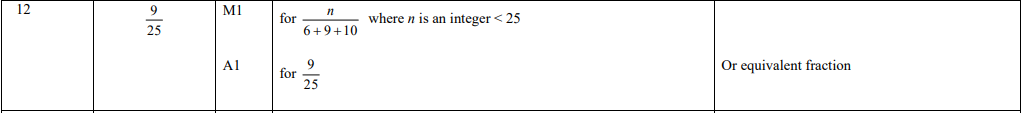 12 9/25 M1 for n/(6 + 9 + 10) where n is an integer < 25
A1 for 9/25 Or equivalent fraction